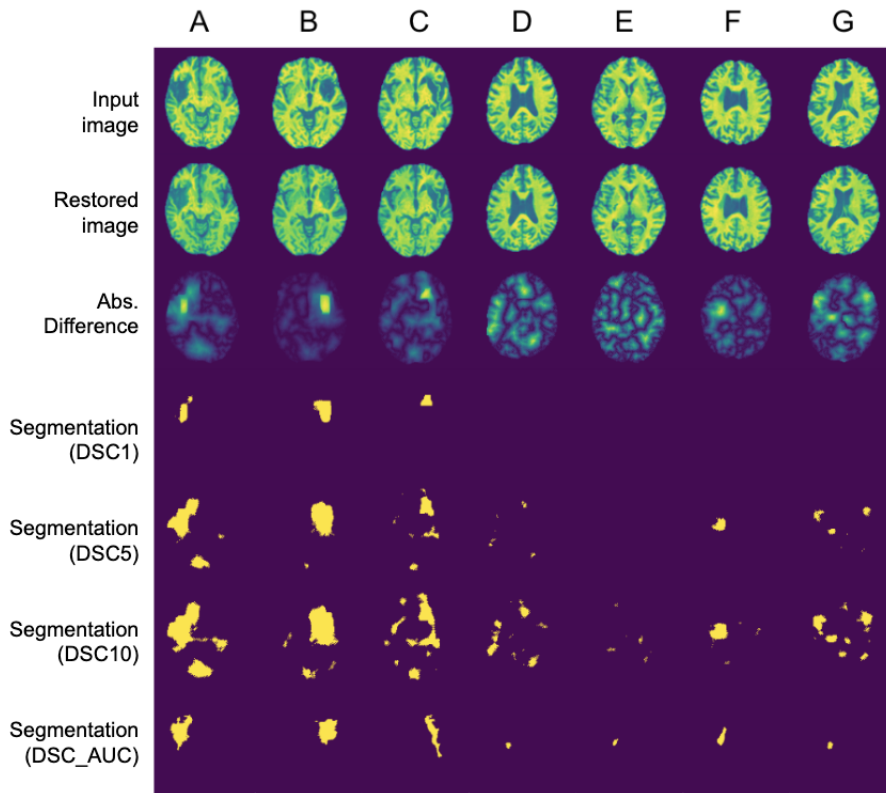 A B C D E F G
Input
image
Restored
image
Abs.
Difference
Segmentation
(DSC1)
Segmentation
(DSC5)
Segmentation
(DSC10)
Segmentation
(DSC_AUC)